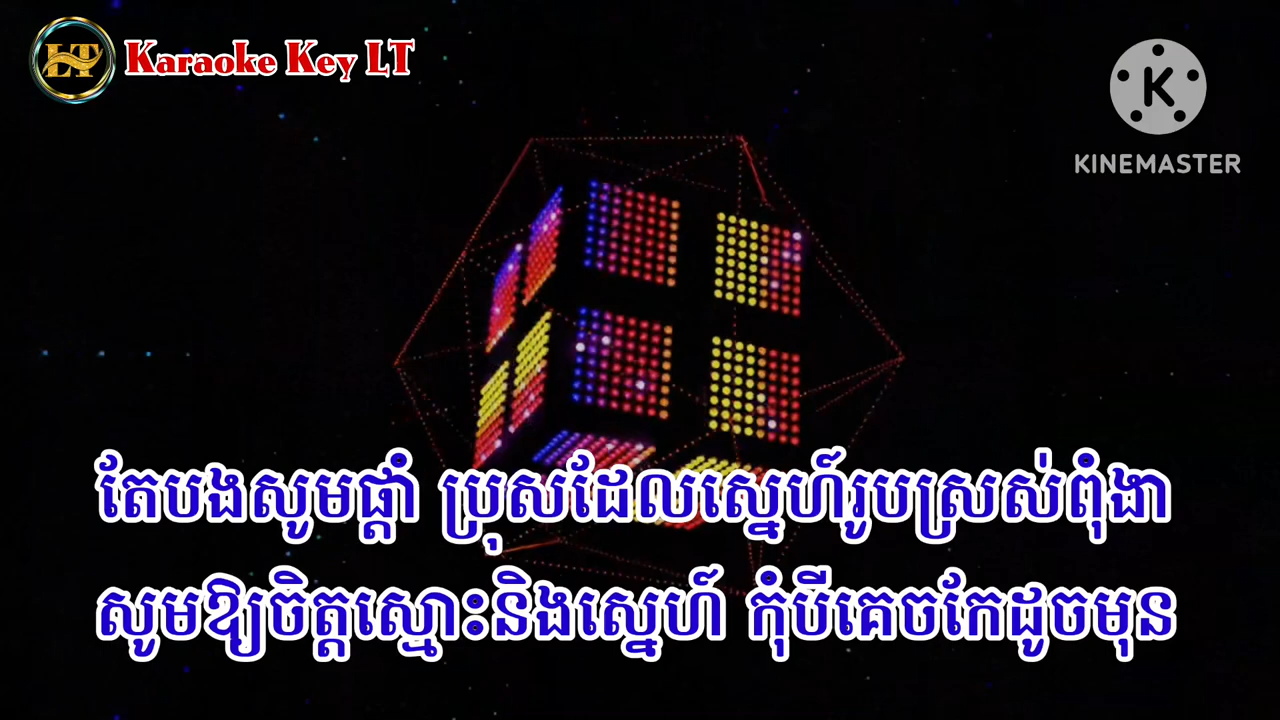 LT Karaoke Key LT
K
KINEMASTER
តែបងសូមផ្ដាំ ប្រុសដែលស្នេហ៍រូបស្រស់ពុំងា
សូមឱ្យចិត្តស្មោះនិងស្នេហ៍ កុំបីគេចកែដូចមុន